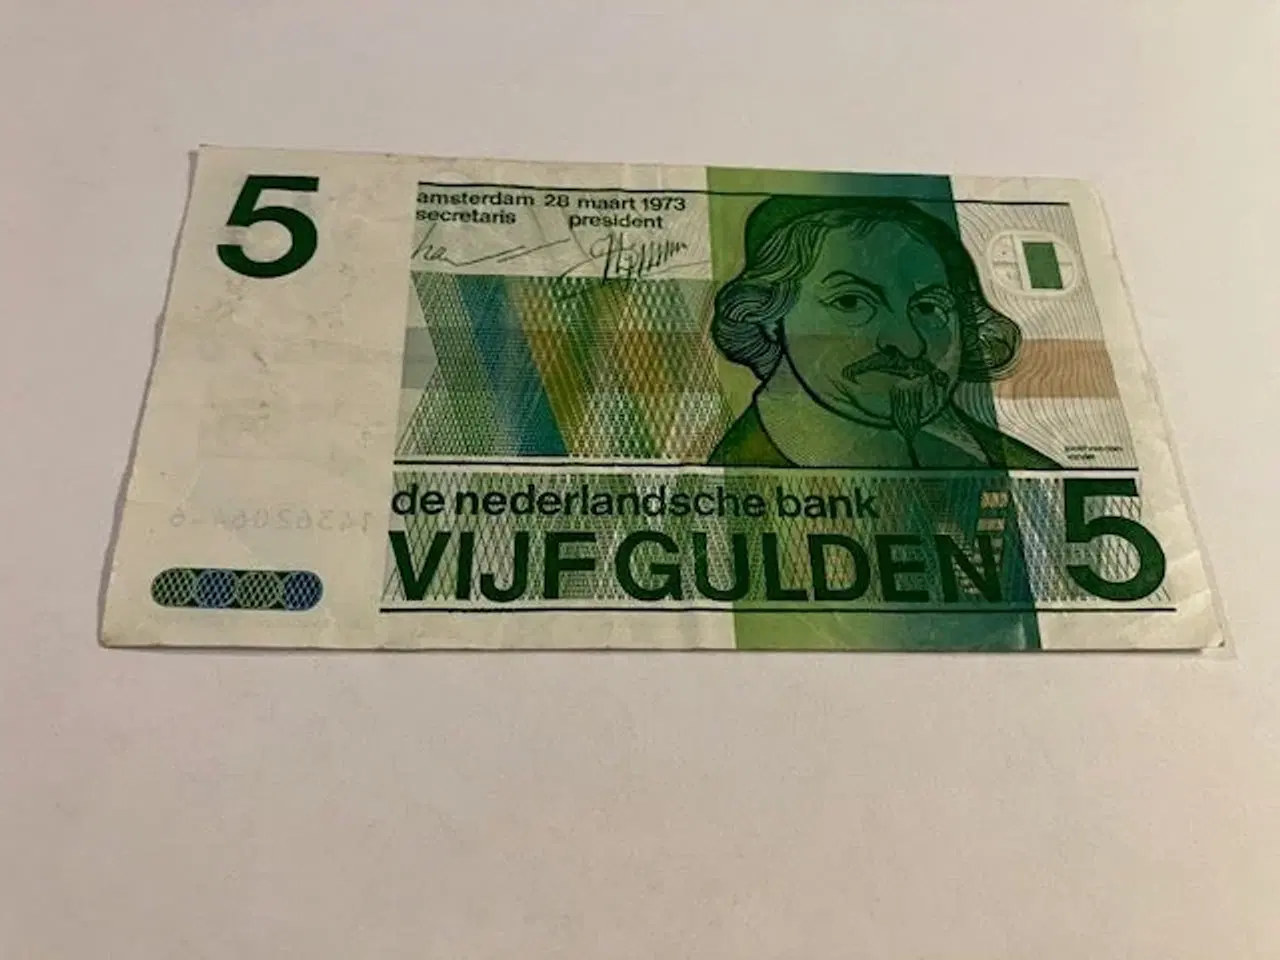 5
amsterdam 28 maart 1973
secretaris president
de nederlandsche bank
VIJF GULDEN
5